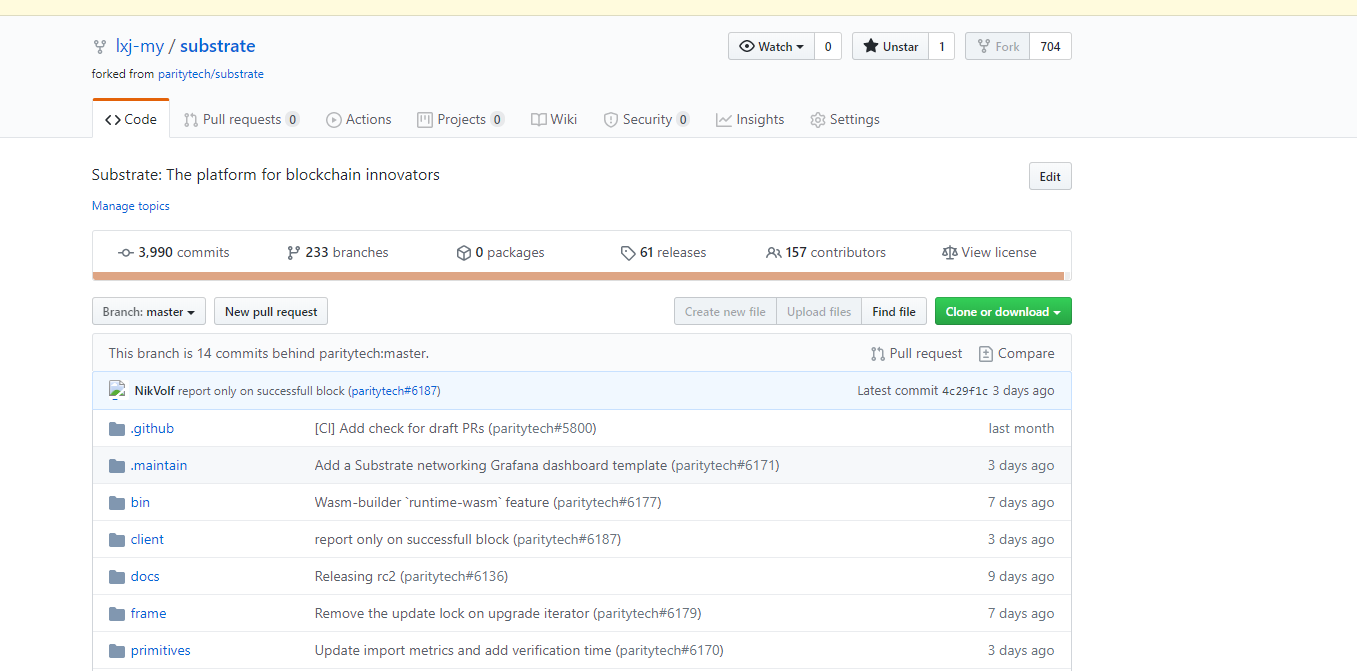 lxj-my / substrate
Watch 0 Unstar 1 Fork 704
forked from paritytech/substrate
Code Pull requests 0 Actions Projects 0 Wiki Security 0 Insights Settings
Substrate: The platform for blockchain innovators
Edit
Manage topics
3,990 commits 233 branches 0 packages 61 releases 157 contributors View license
Branch: master New pull request Create new file Upload files Find file Clone or download
This branch is 14 commits behind paritytech:master. Pull request Compare
NikVolf report only on successfull block (paritytech#6187) Latest commit 4c29f1c 3 days ago
.github [CI] Add check for draft PRs (paritytech#5800) last month
.maintain Add a Substrate networking Grafana dashboard template (paritytech#6171) 3 days ago
bin Wasm-builder `runtime-wasm` feature (paritytech#6177) 7 days ago
client report only on successfull block (paritytech#6187) 3 days ago
docs Releasing rc2 (paritytech#6136) 9 days ago
frame Remove the update lock on upgrade iterator (paritytech#6179) 7 days ago
primitives Update import metrics and add verification time (paritytech#6170) 3 days ago